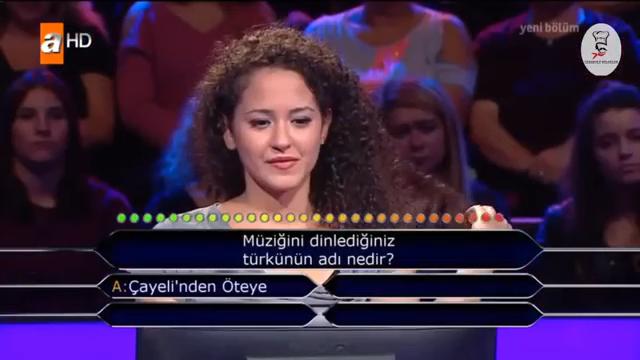 a HD
yeni bölüm
Müziğini dinlediğiniz
türkünün adı nedir?
A:Çayeli'nden Öteye